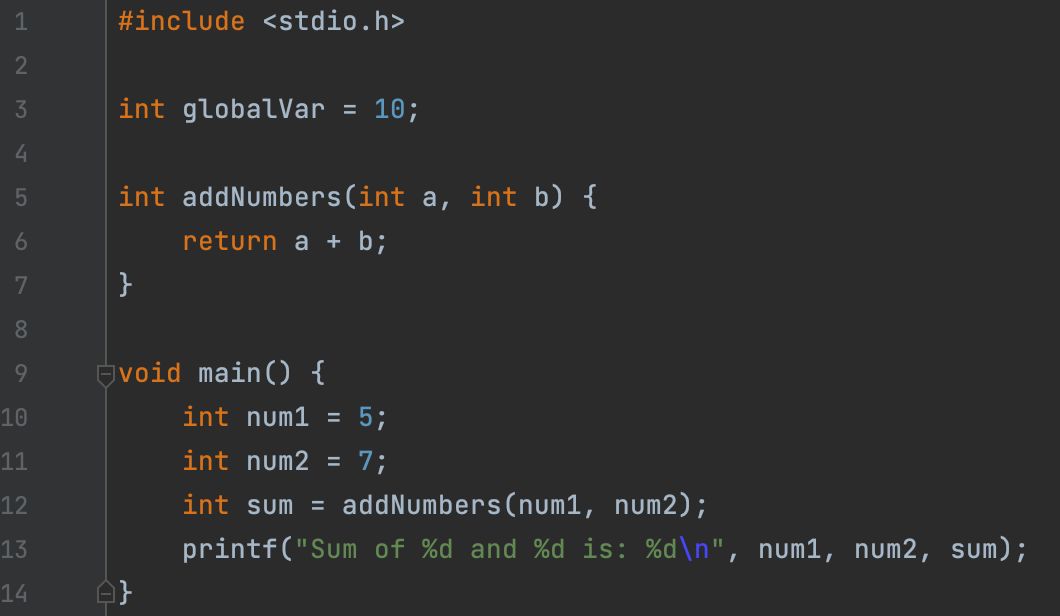 1 #include <stdio.h>
2
3 int globalVar = 10;
4
5 int addNumbers(int a, int b) {
6     return a + b;
7 }
8
9 void main() {
10     int num1 = 5;
11     int num2 = 7;
12     int sum = addNumbers(num1, num2);
13     printf("Sum of %d and %d is: %d\n", num1, num2, sum);
14 }